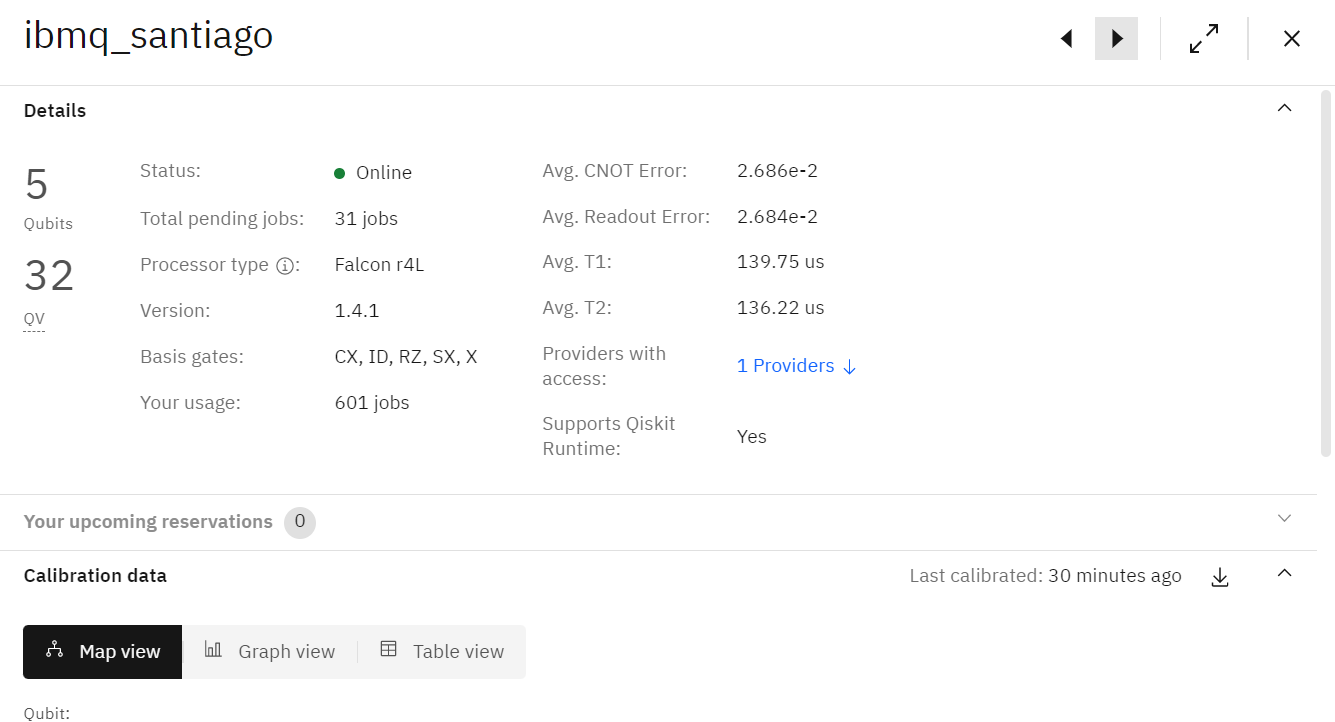 ibmq_santiago
Details
5
Qubits
32
QV
Status: Online
Total pending jobs: 31 jobs
Processor type : Falcon r4L
Version: 1.4.1
Basis gates: CX, ID, RZ, SX, X
Your usage: 601 jobs
Avg. CNOT Error: 2.686e-2
Avg. Readout Error: 2.684e-2
Avg. T1: 139.75 us
Avg. T2: 136.22 us
Providers with
access: 1 Providers
Supports Qiskit
Runtime: Yes
Your upcoming reservations 0
Calibration data Last calibrated: 30 minutes ago
Map view Graph view Table view
Qubit: